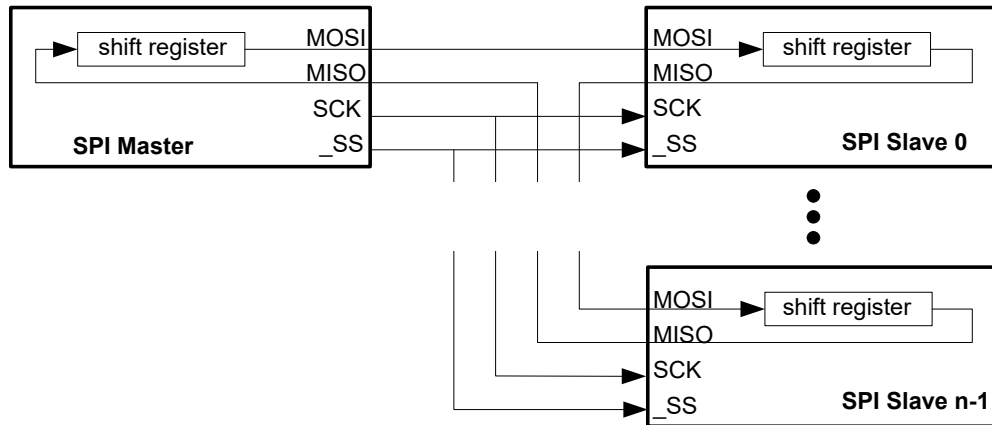 shift register
MOSI
MISO
SCK
_SS
SPI Master
MOSI
shift register
MISO
SCK
_SS
SPI Slave 0
MOSI
shift register
MISO
SCK
_SS
SPI Slave n-1